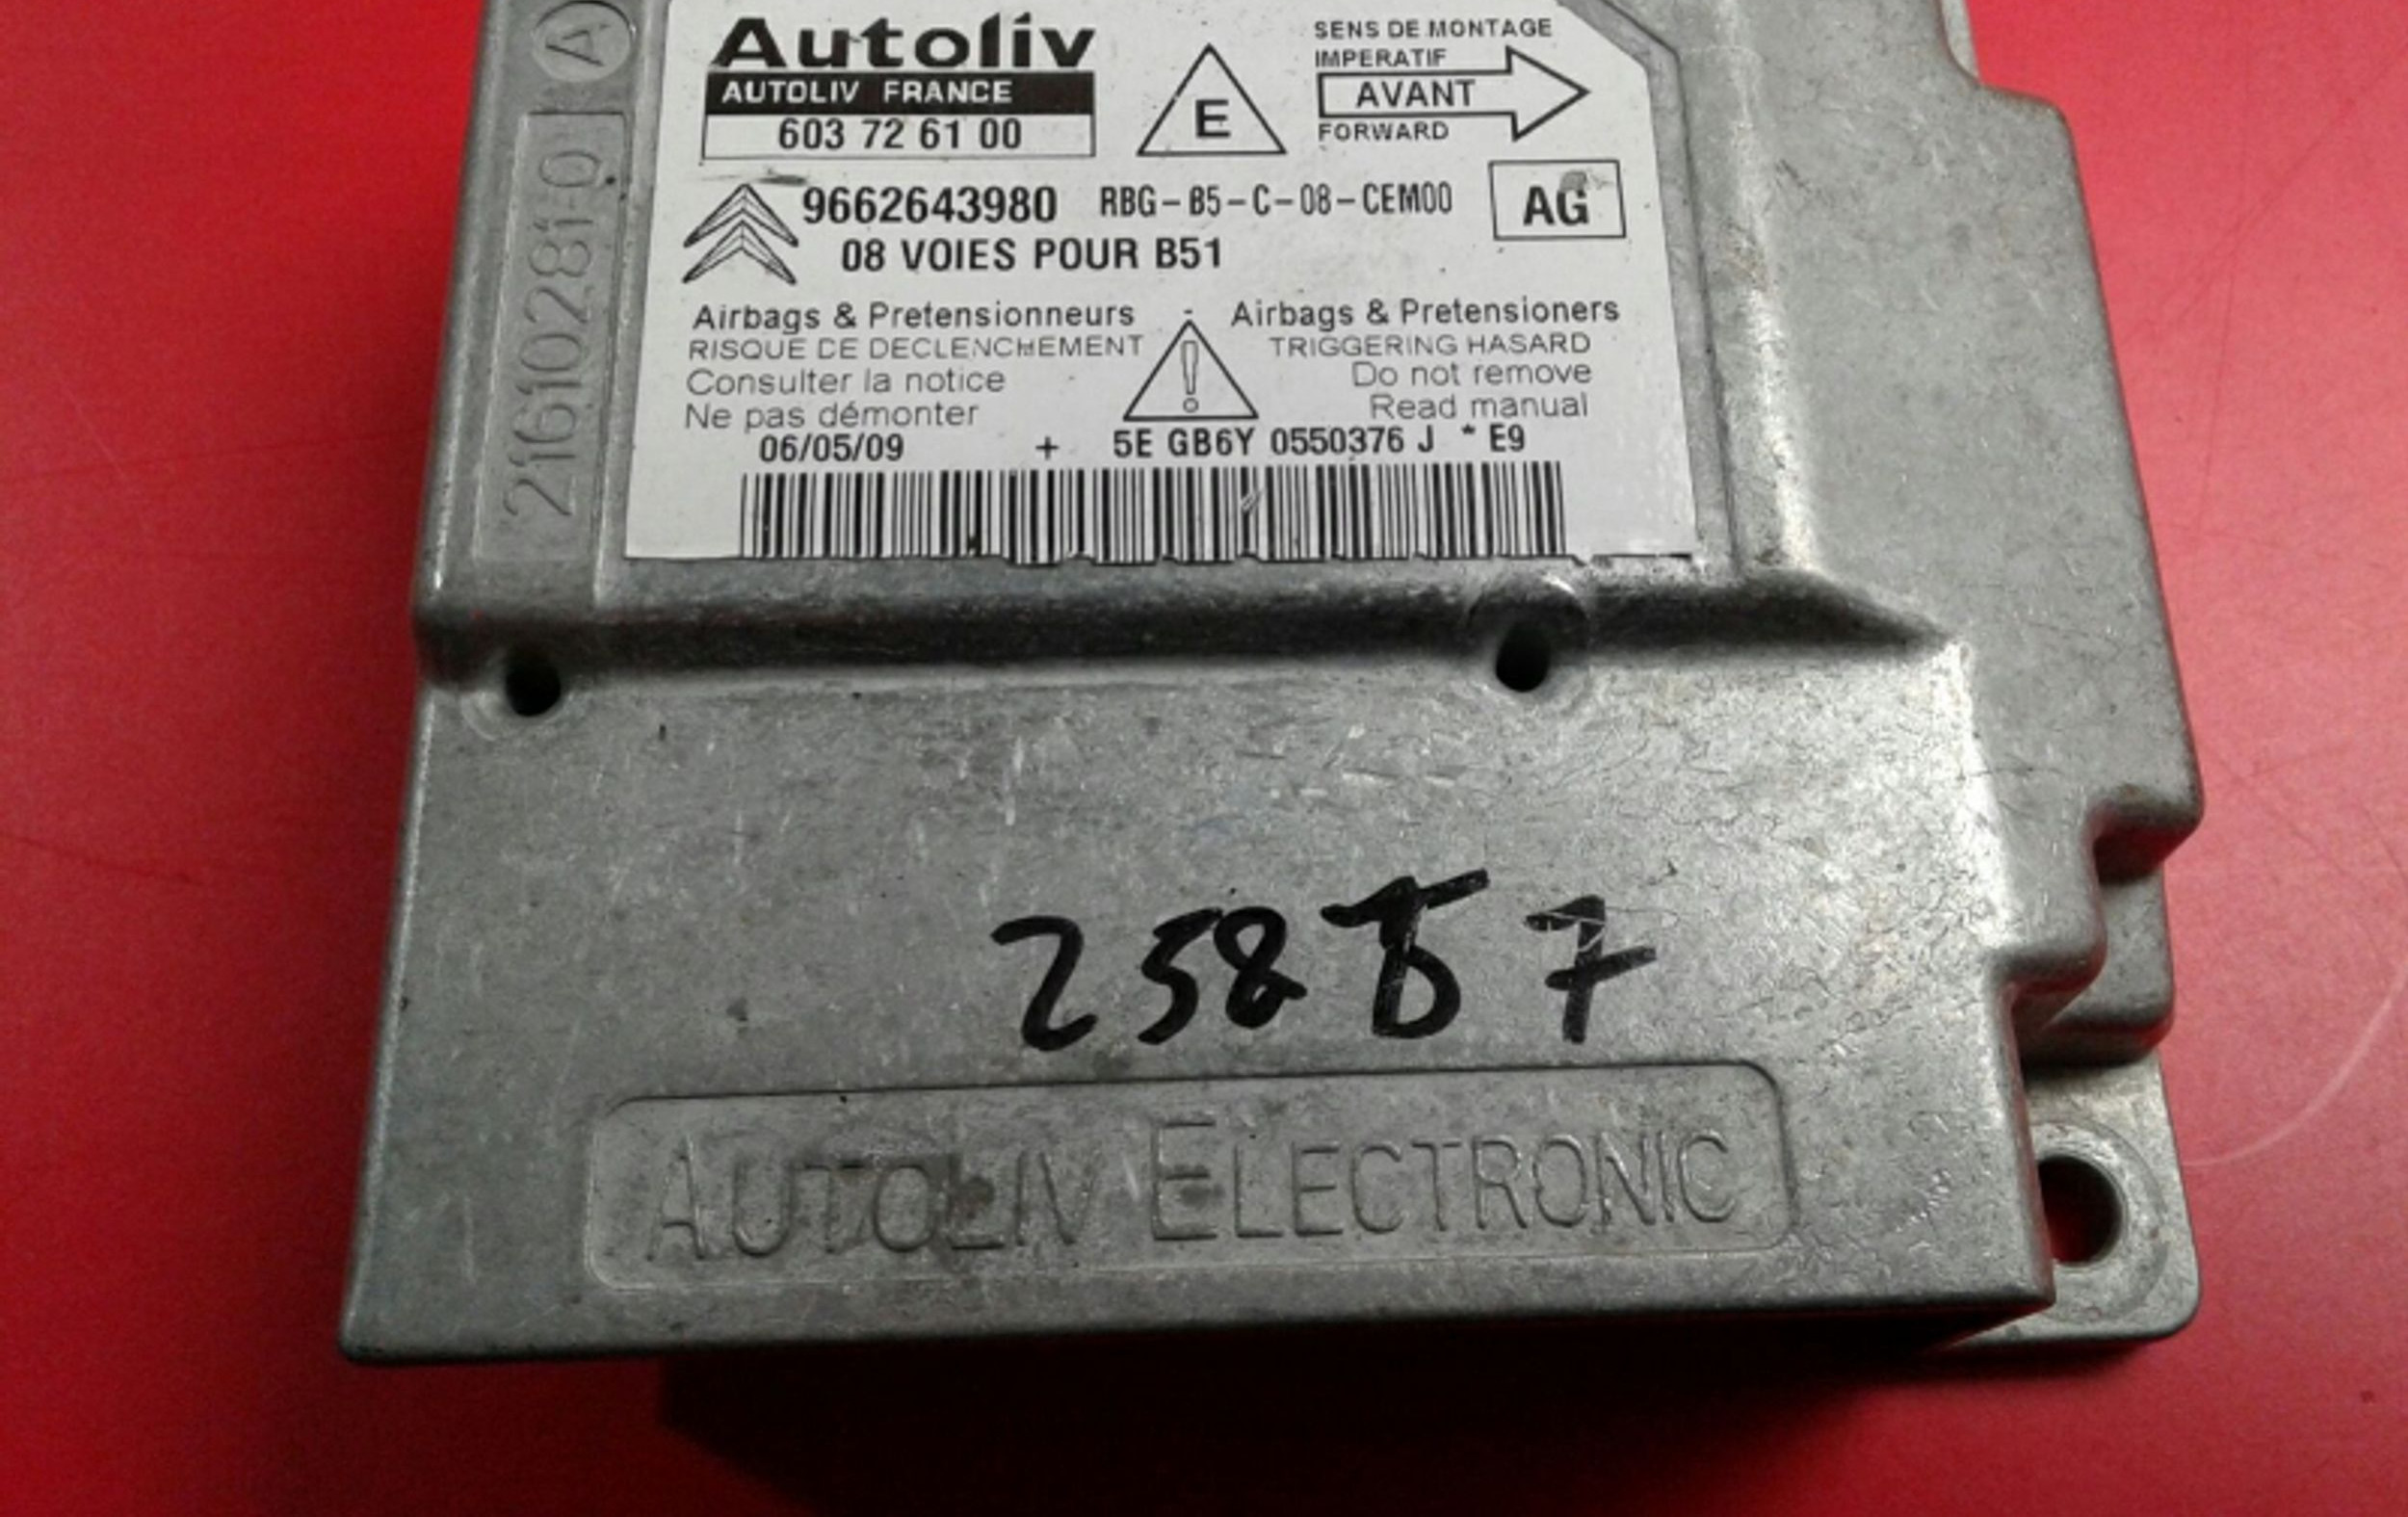 A
21610281-0
Autoliv
AUTOLIV FRANCE
603 72 61 00
E
SENS DE MONTAGE
IMPERATIF
AVANT
FORWARD
9662643980 RBG-B5-C-08-CEM00
AG
08 VOIES POUR B51
Airbags & Pretensionneurs - Airbags & Pretensioners
RISQUE DE DECLENCHEMENT TRIGGERING HASARD
Consulter la notice Do not remove
Ne pas démonter Read manual
06/05/09 + 5E GB6Y 0550376 J * E9
AUTOLIV ELECTRONIC